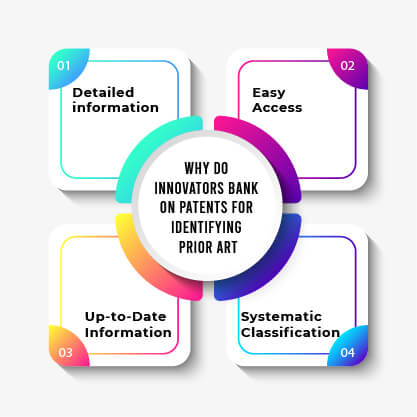 01
Detailed
information
02
Easy
Access
WHY DO
INNOVATORS BANK
ON PATENTS FOR
IDENTIFYING
PRIOR ART
Up-to-Date
Information
03
Systematic
Classification
04